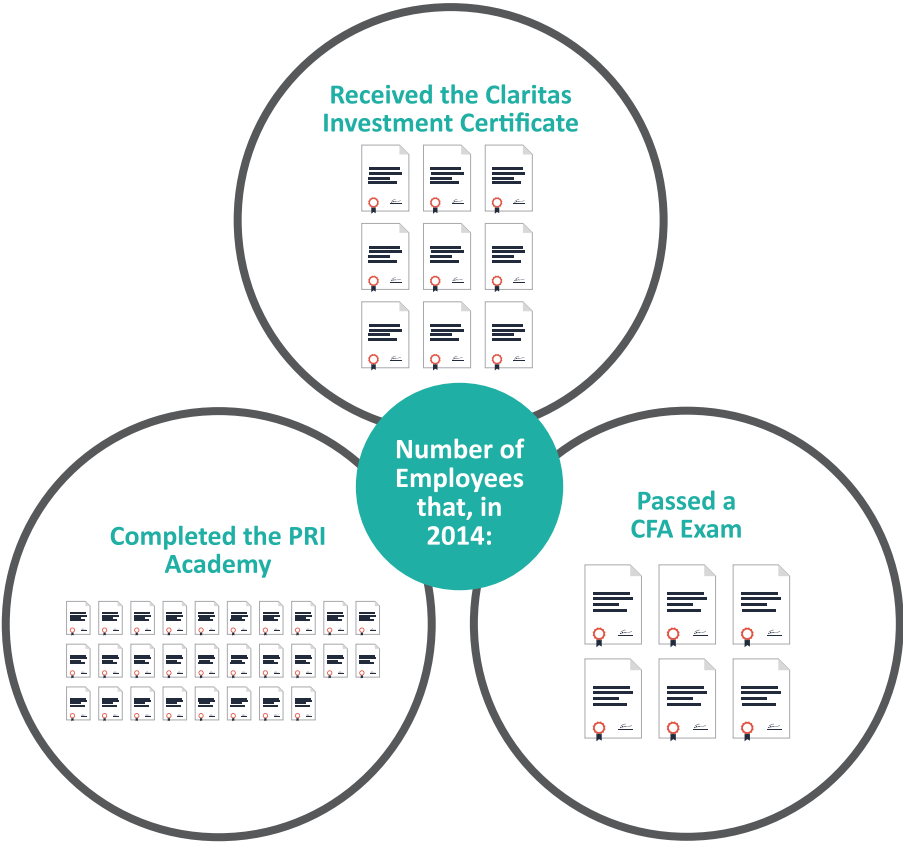 Received the Claritas
Investment Certificate
Number of
Employees
that, in
2014:
Completed the PRI
Academy
Passed a
CFA Exam